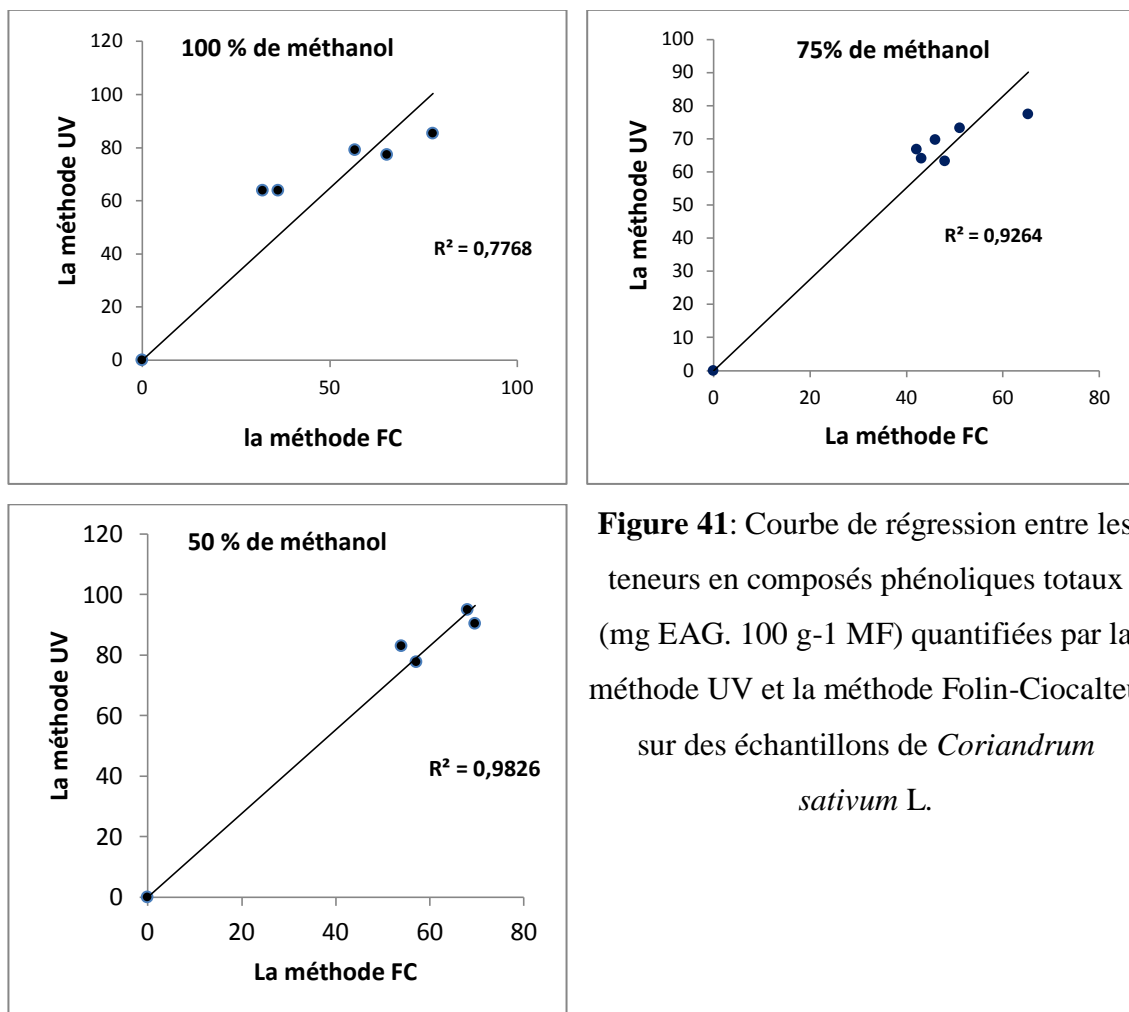 100 % de méthanol
120
100
80
60
40
20
0
0 50 100
La méthode UV
la méthode FC
R² = 0,7768
75% de méthanol
100
90
80
70
60
50
40
30
20
10
0
0 20 40 60 80
La méthode UV
La méthode FC
R² = 0,9264
50 % de méthanol
120
100
80
60
40
20
0
0 20 40 60 80
La méthode UV
La méthode FC
R² = 0,9826
Figure 41: Courbe de régression entre les
teneurs en composés phénoliques totaux
(mg EAG. 100 g-1 MF) quantifiées par la
méthode UV et la méthode Folin-Ciocalteu
sur des échantillons de Coriandrum
sativum L.